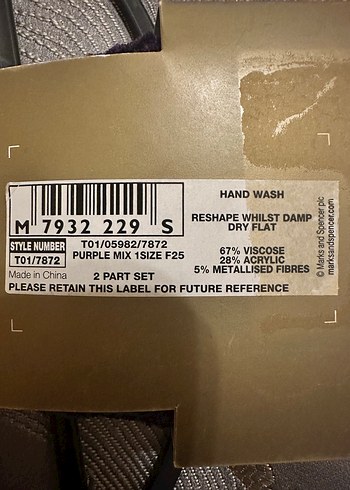 M 7932 229 S
STYLE NUMBER
T01/7872
T01/05982/7872
PURPLE MIX 1SIZE F25
Made in China
2 PART SET
HAND WASH
RESHAPE WHILST DAMP
DRY FLAT
67% VISCOSE
28% ACRYLIC
5% METALLISED FIBRES
PLEASE RETAIN THIS LABEL FOR FUTURE REFERENCE
© Marks and Spencer plc
marksandspencer.com